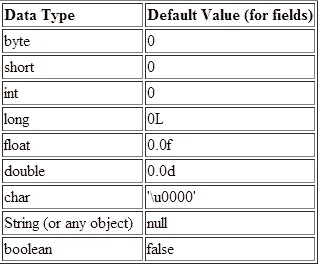 Data Type Default Value (for fields)
byte 0
short 0
int 0
long 0L
float 0.0f
double 0.0d
char '\u0000'
String (or any object) null
boolean false